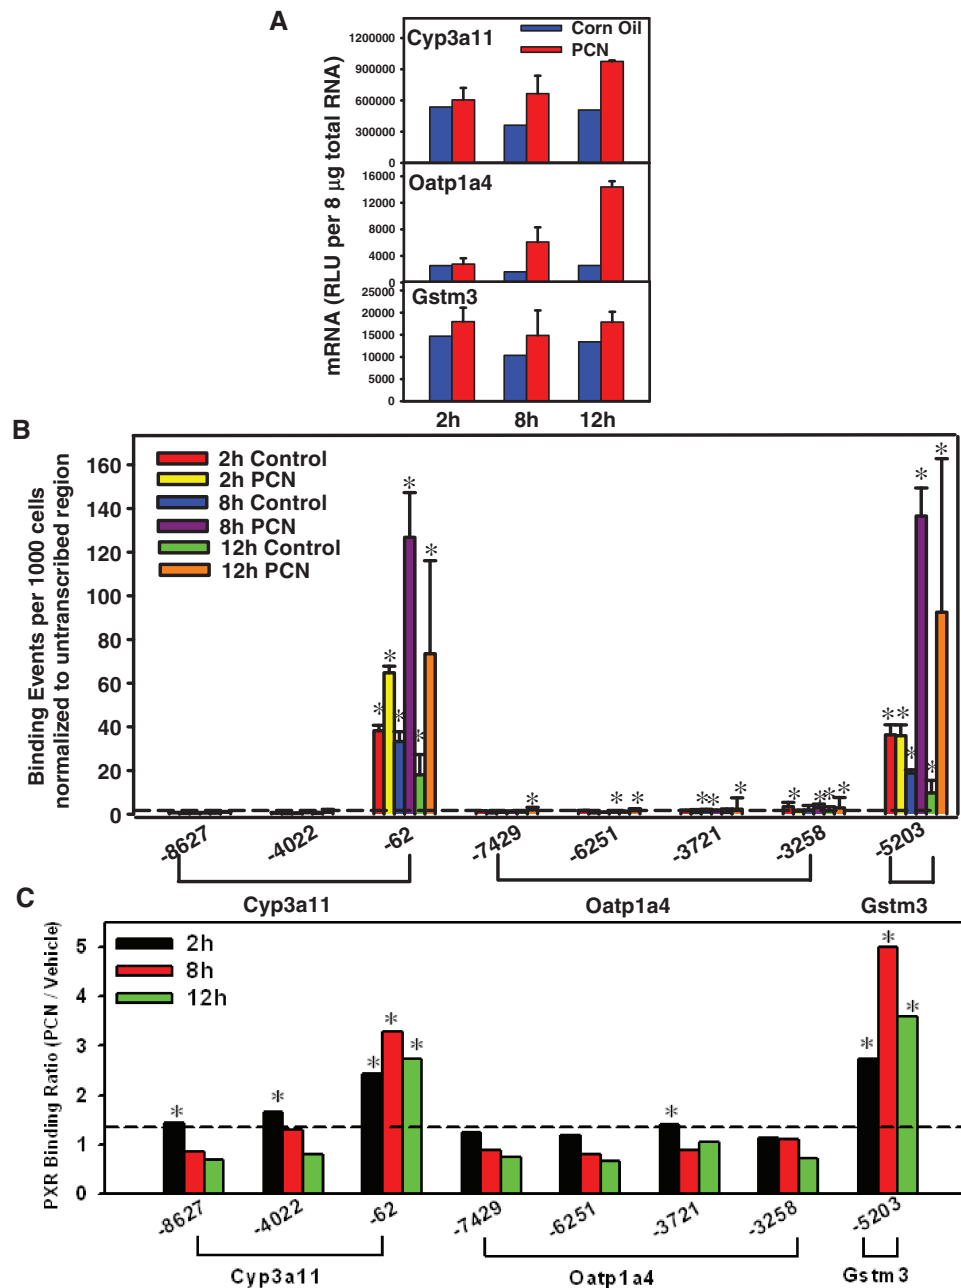 A
Cyp3a11
Corn Oil
PCN
1200000
900000
600000
300000
0
Oatp1a4
16000
12000
8000
4000
0
Gstm3
25000
20000
15000
10000
5000
0
mRNA (RLU per 8 µg total RNA)
2h 8h 12h
B
Binding Events per 1000 cells
normalized to untranscribed region
160
140
120
100
80
60
40
20
0
2h Control
2h PCN
8h Control
8h PCN
12h Control
12h PCN
* * * * * *
* * * * * * * * * *
* * * * * *
-8627 -4022 -62 -7429 -6251 -3721 -3258 -5203
Cyp3a11 Oatp1a4 Gstm3
C
PXR Binding Ratio (PCN / Vehicle)
5
4
3
2
1
0
2h
8h
12h
* * * * * * * * *
-8627 -4022 -62 -7429 -6251 -3721 -3258 -5203
Cyp3a11 Oatp1a4 Gstm3